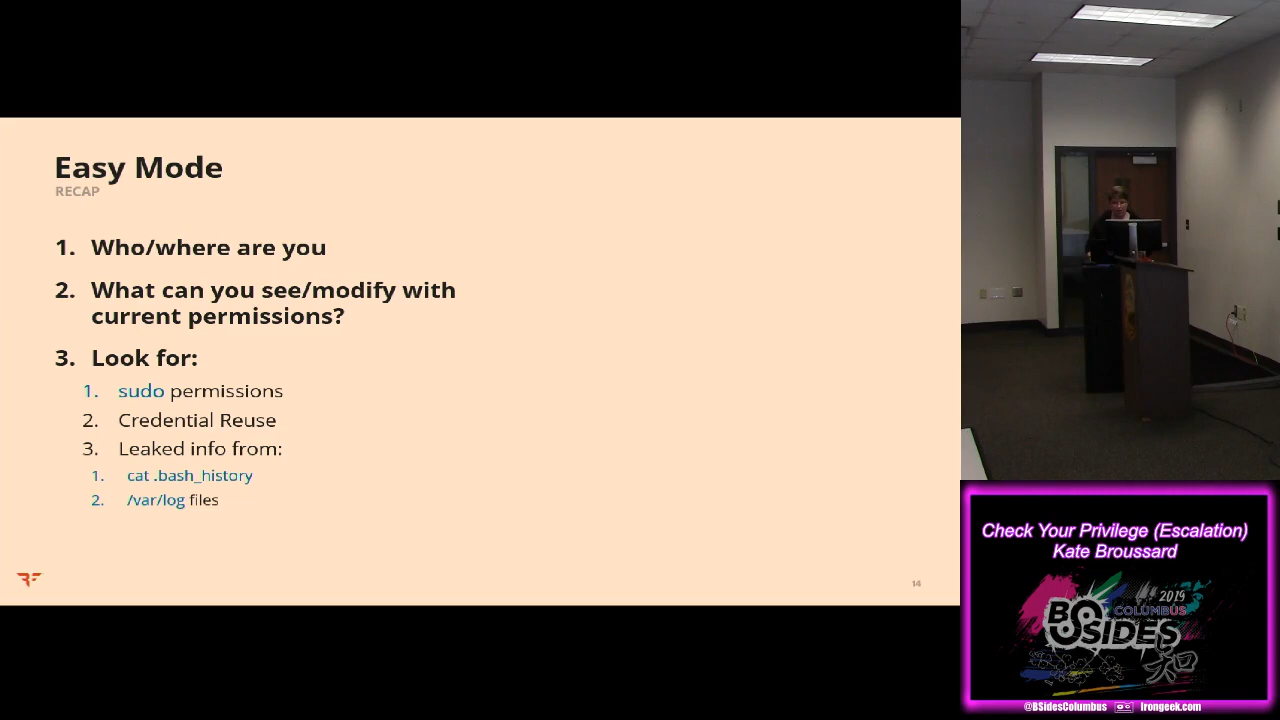 Easy Mode
RECAP
1. Who/where are you
2. What can you see/modify with
current permissions?
3. Look for:
1. sudo permissions
2. Credential Reuse
3. Leaked info from:
1. cat .bash_history
2. /var/log files
14
Check Your Privilege (Escalation)
Kate Broussard
2019
COLUMBUS
BSIDES
知
@BSidesColumbus irongeek.com